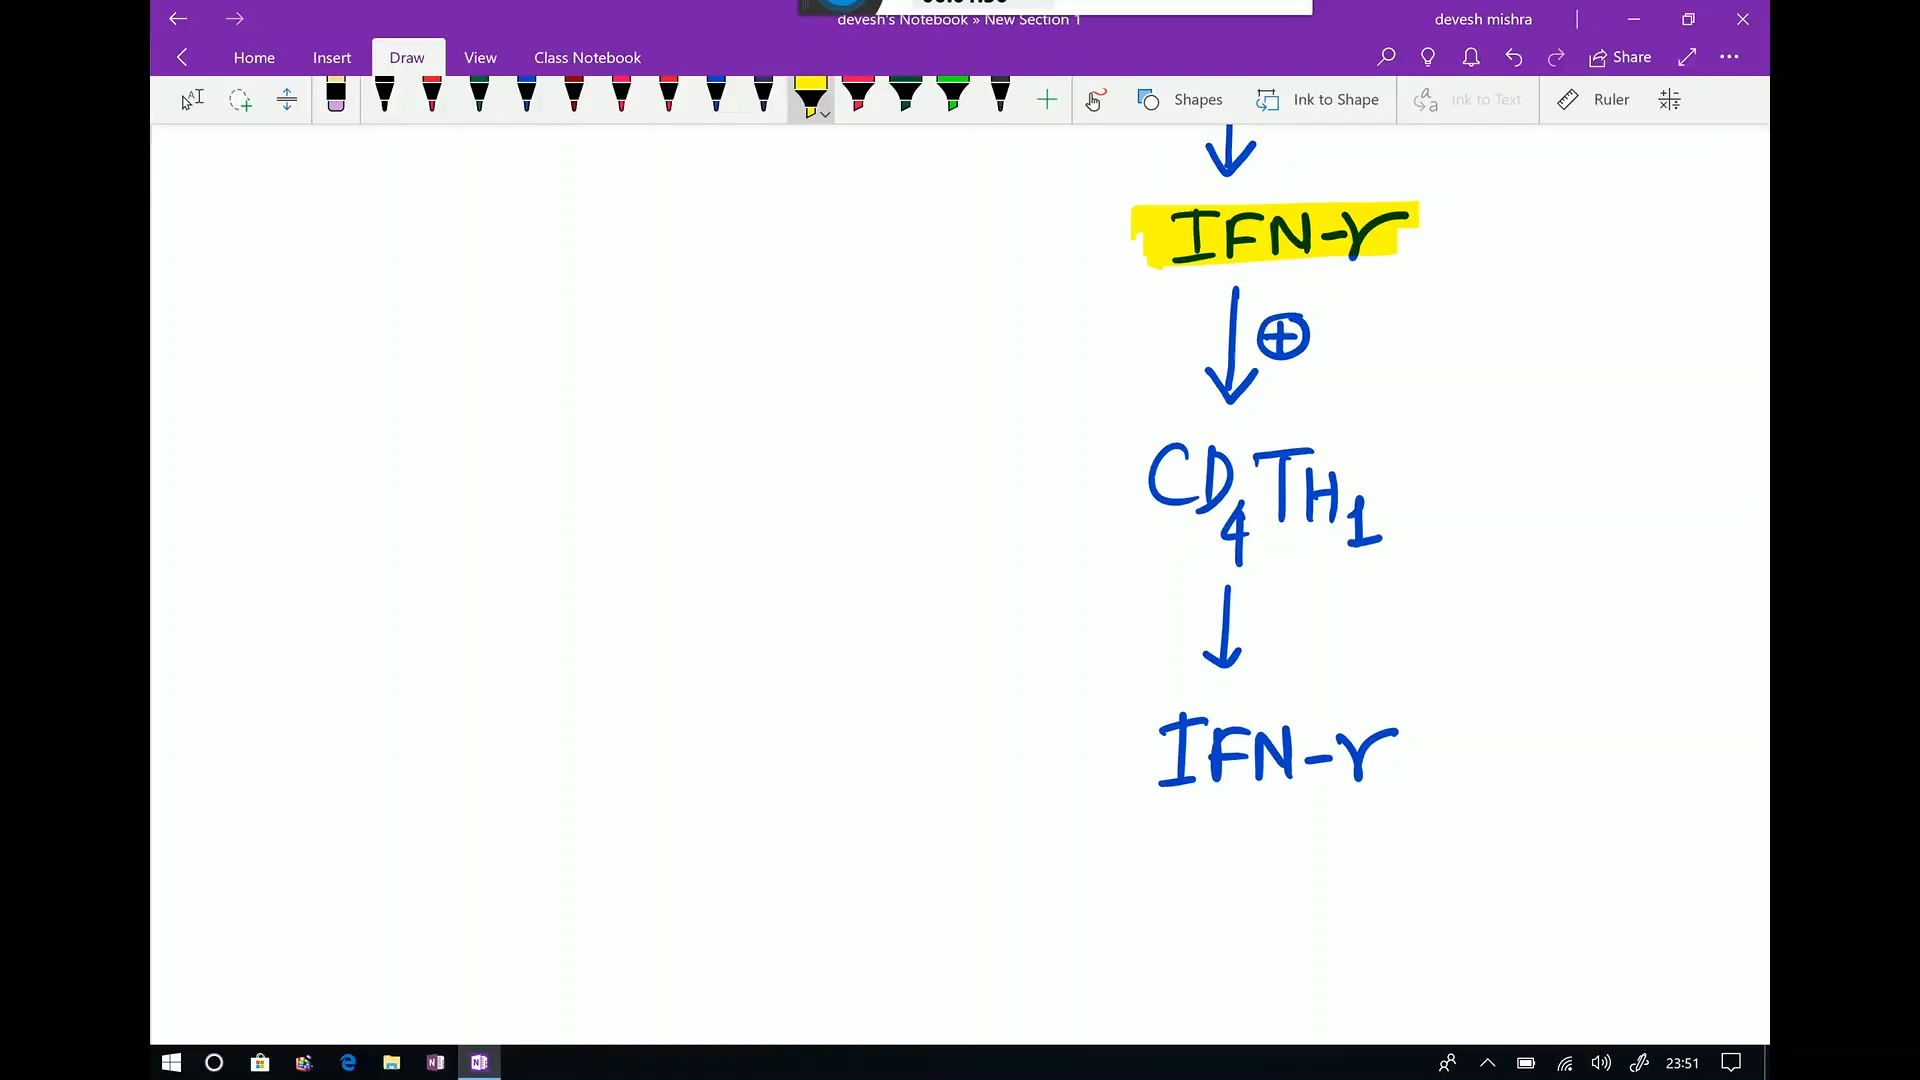 devesh's Notebook » New Section 1
devesh mishra
Home Insert Draw View Class Notebook
Share
Shapes Ink to Shape Ink to Text Ruler
IFN-γ
+
CD4 TH1
IFN-γ
23:51